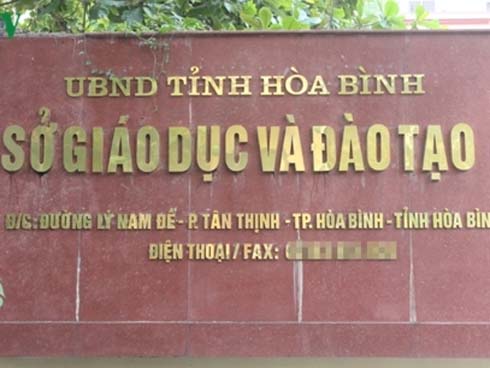 UBND TỈNH HÒA BÌNH
SỞ GIÁO DỤC VÀ ĐÀO TẠO
Đ/C: ĐƯỜNG LÝ NAM ĐẾ - P. TÂN THỊNH - TP. HÒA BÌNH - TỈNH HÒA BÌN
ĐIỆN THOẠI / FAX: